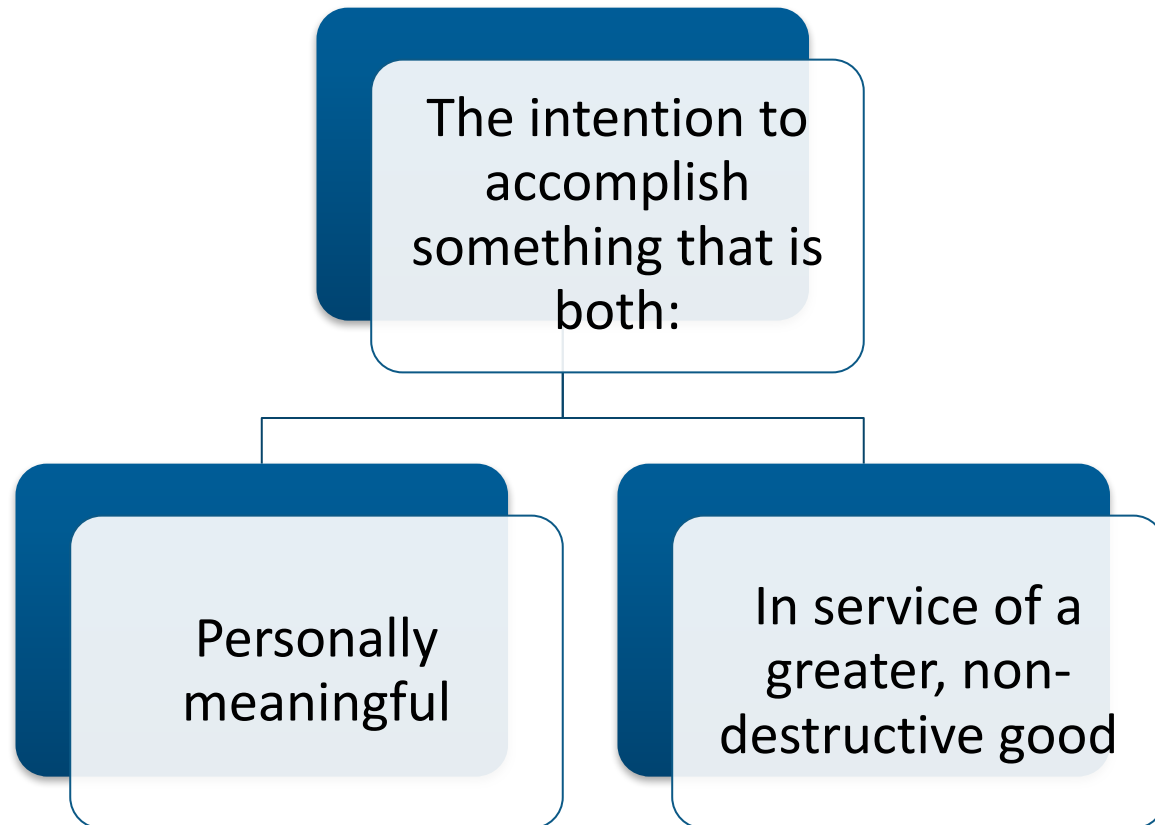 The intention to
accomplish
something that is
both:
Personally
meaningful
In service of a
greater, non-
destructive good